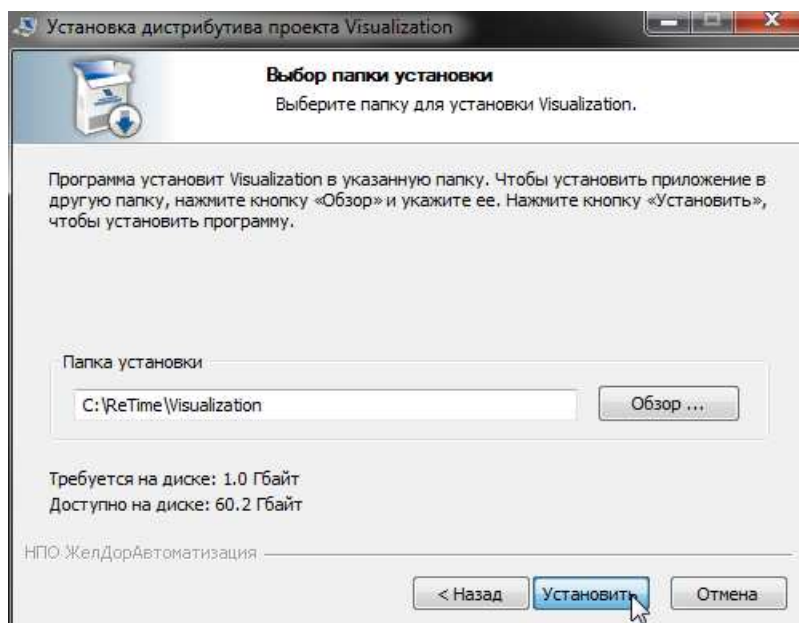 Установка дистрибутива проекта Visualization
Выбор папки установки
Выберите папку для установки Visualization.
Программа установит Visualization в указанную папку. Чтобы установить приложение в
другую папку, нажмите кнопку «Обзор» и укажите ее. Нажмите кнопку «Установить»,
чтобы установить программу.
Папка установки
C:\ReTime\Visualization
Обзор ...
Требуется на диске: 1.0 Гбайт
Доступно на диске: 60.2 Гбайт
НПО ЖелДорАвтоматизация
< Назад
Установить
Отмена